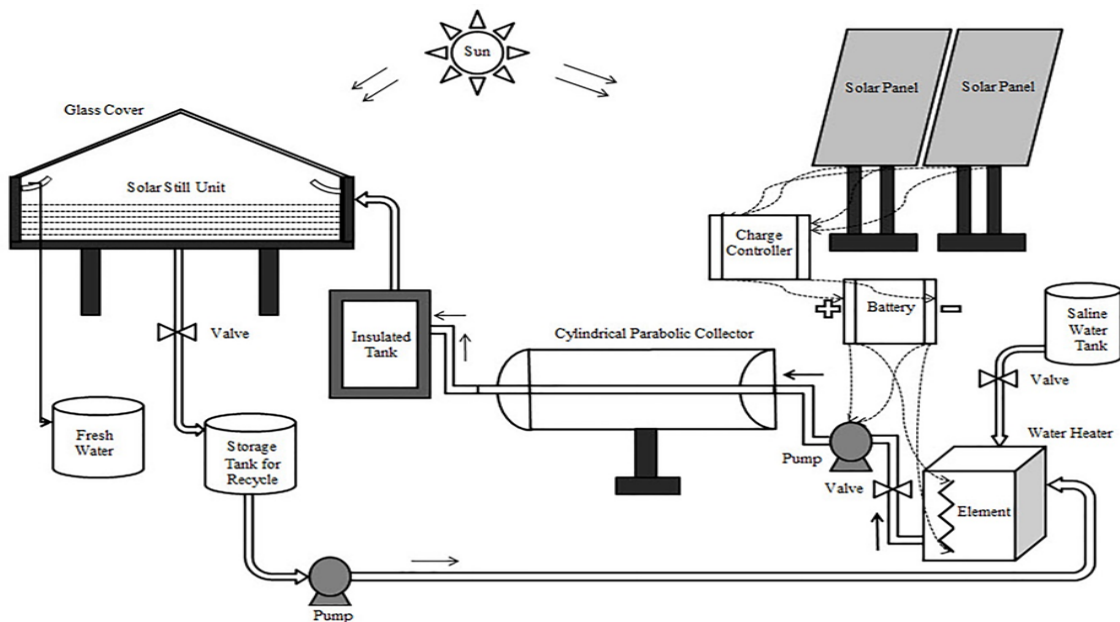 Sun
Solar Panel
Solar Panel
Glass Cover
Solar Still Unit
Charge
Controller
Battery
Saline
Water
Tank
Valve
Insulated
Tank
Cylindrical Parabolic Collector
Valve
Fresh
Water
Storage
Tank for
Recycle
Pump
Valve
Water Heater
Element
Pump